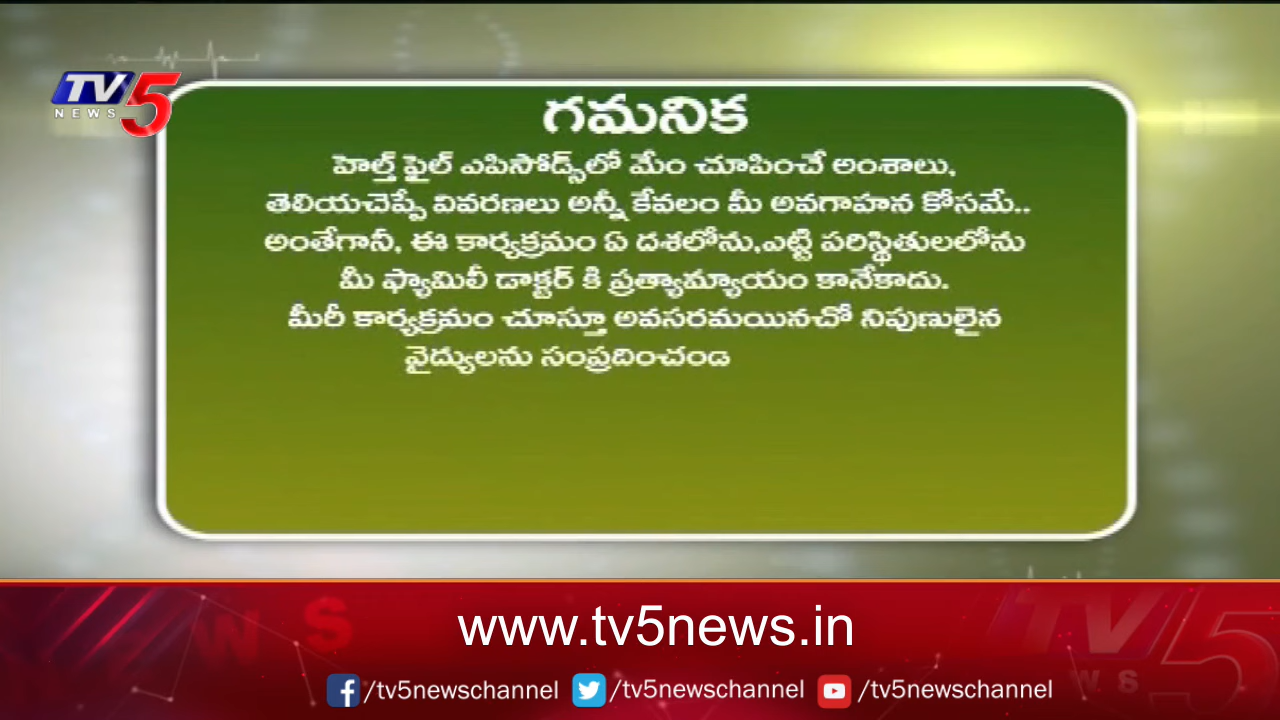 TV5
NEWS
గమనిక
హెల్త్ ఫైల్ ఎపిసోడ్స్‌లో మేం చూపించే అంశాలు,
తెలియచెప్పే వివరణలు అన్నీ కేవలం మీ అవగాహన కోసమే..
అంతేగానీ, ఈ కార్యక్రమం ఏ దశలోను,ఎట్టి పరిస్థితులలోను
మీ ఫ్యామిలీ డాక్టర్ కి ప్రత్యామ్యాయం కానేకాదు.
మీరీ కార్యక్రమం చూస్తూ అవసరమయినచో నిపుణులైన
వైద్యులను సంప్రదించండ
www.tv5news.in
/tv5newschannel /tv5newschannel /tv5newschannel